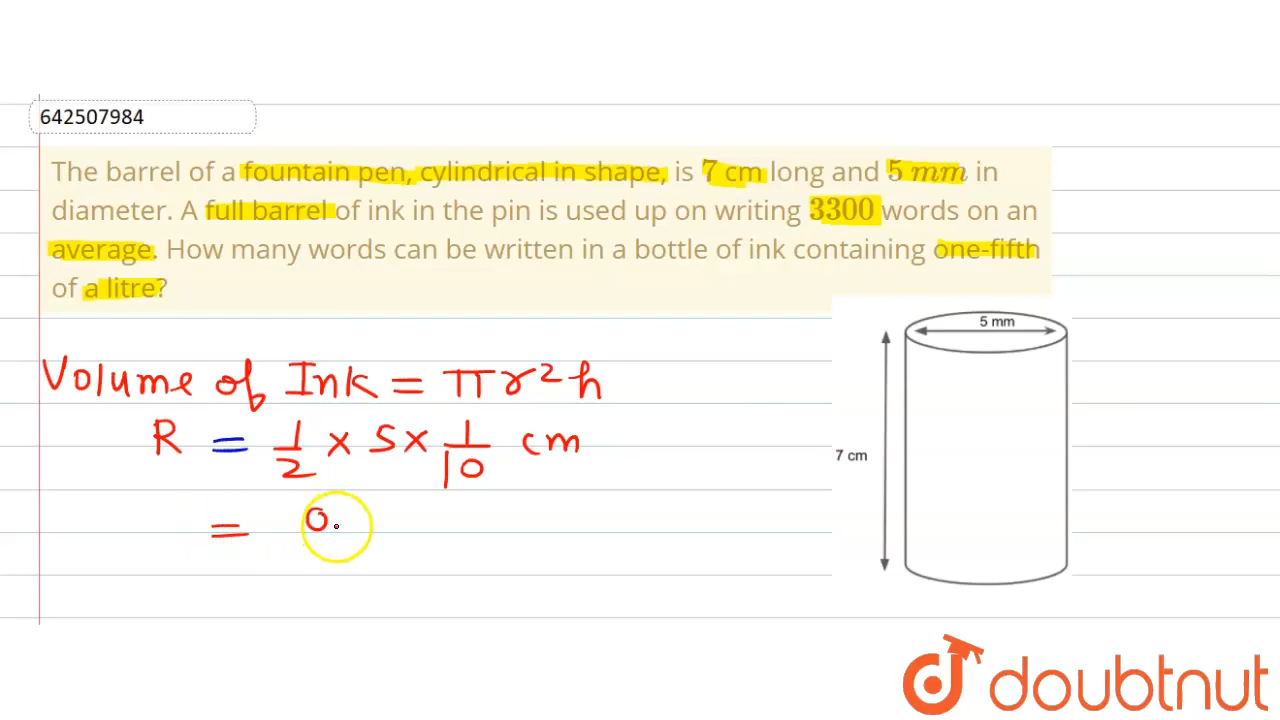 642507984
The barrel of a fountain pen, cylindrical in shape, is 7 cm long and 5 mm in
diameter. A full barrel of ink in the pin is used up on writing 3300 words on an
average. How many words can be written in a bottle of ink containing one-fifth
of a litre?
5 mm
Volume of Ink = πr²h
R = 1/2 × 5 × 1/10 cm
7 cm
= 0.
doubtnut